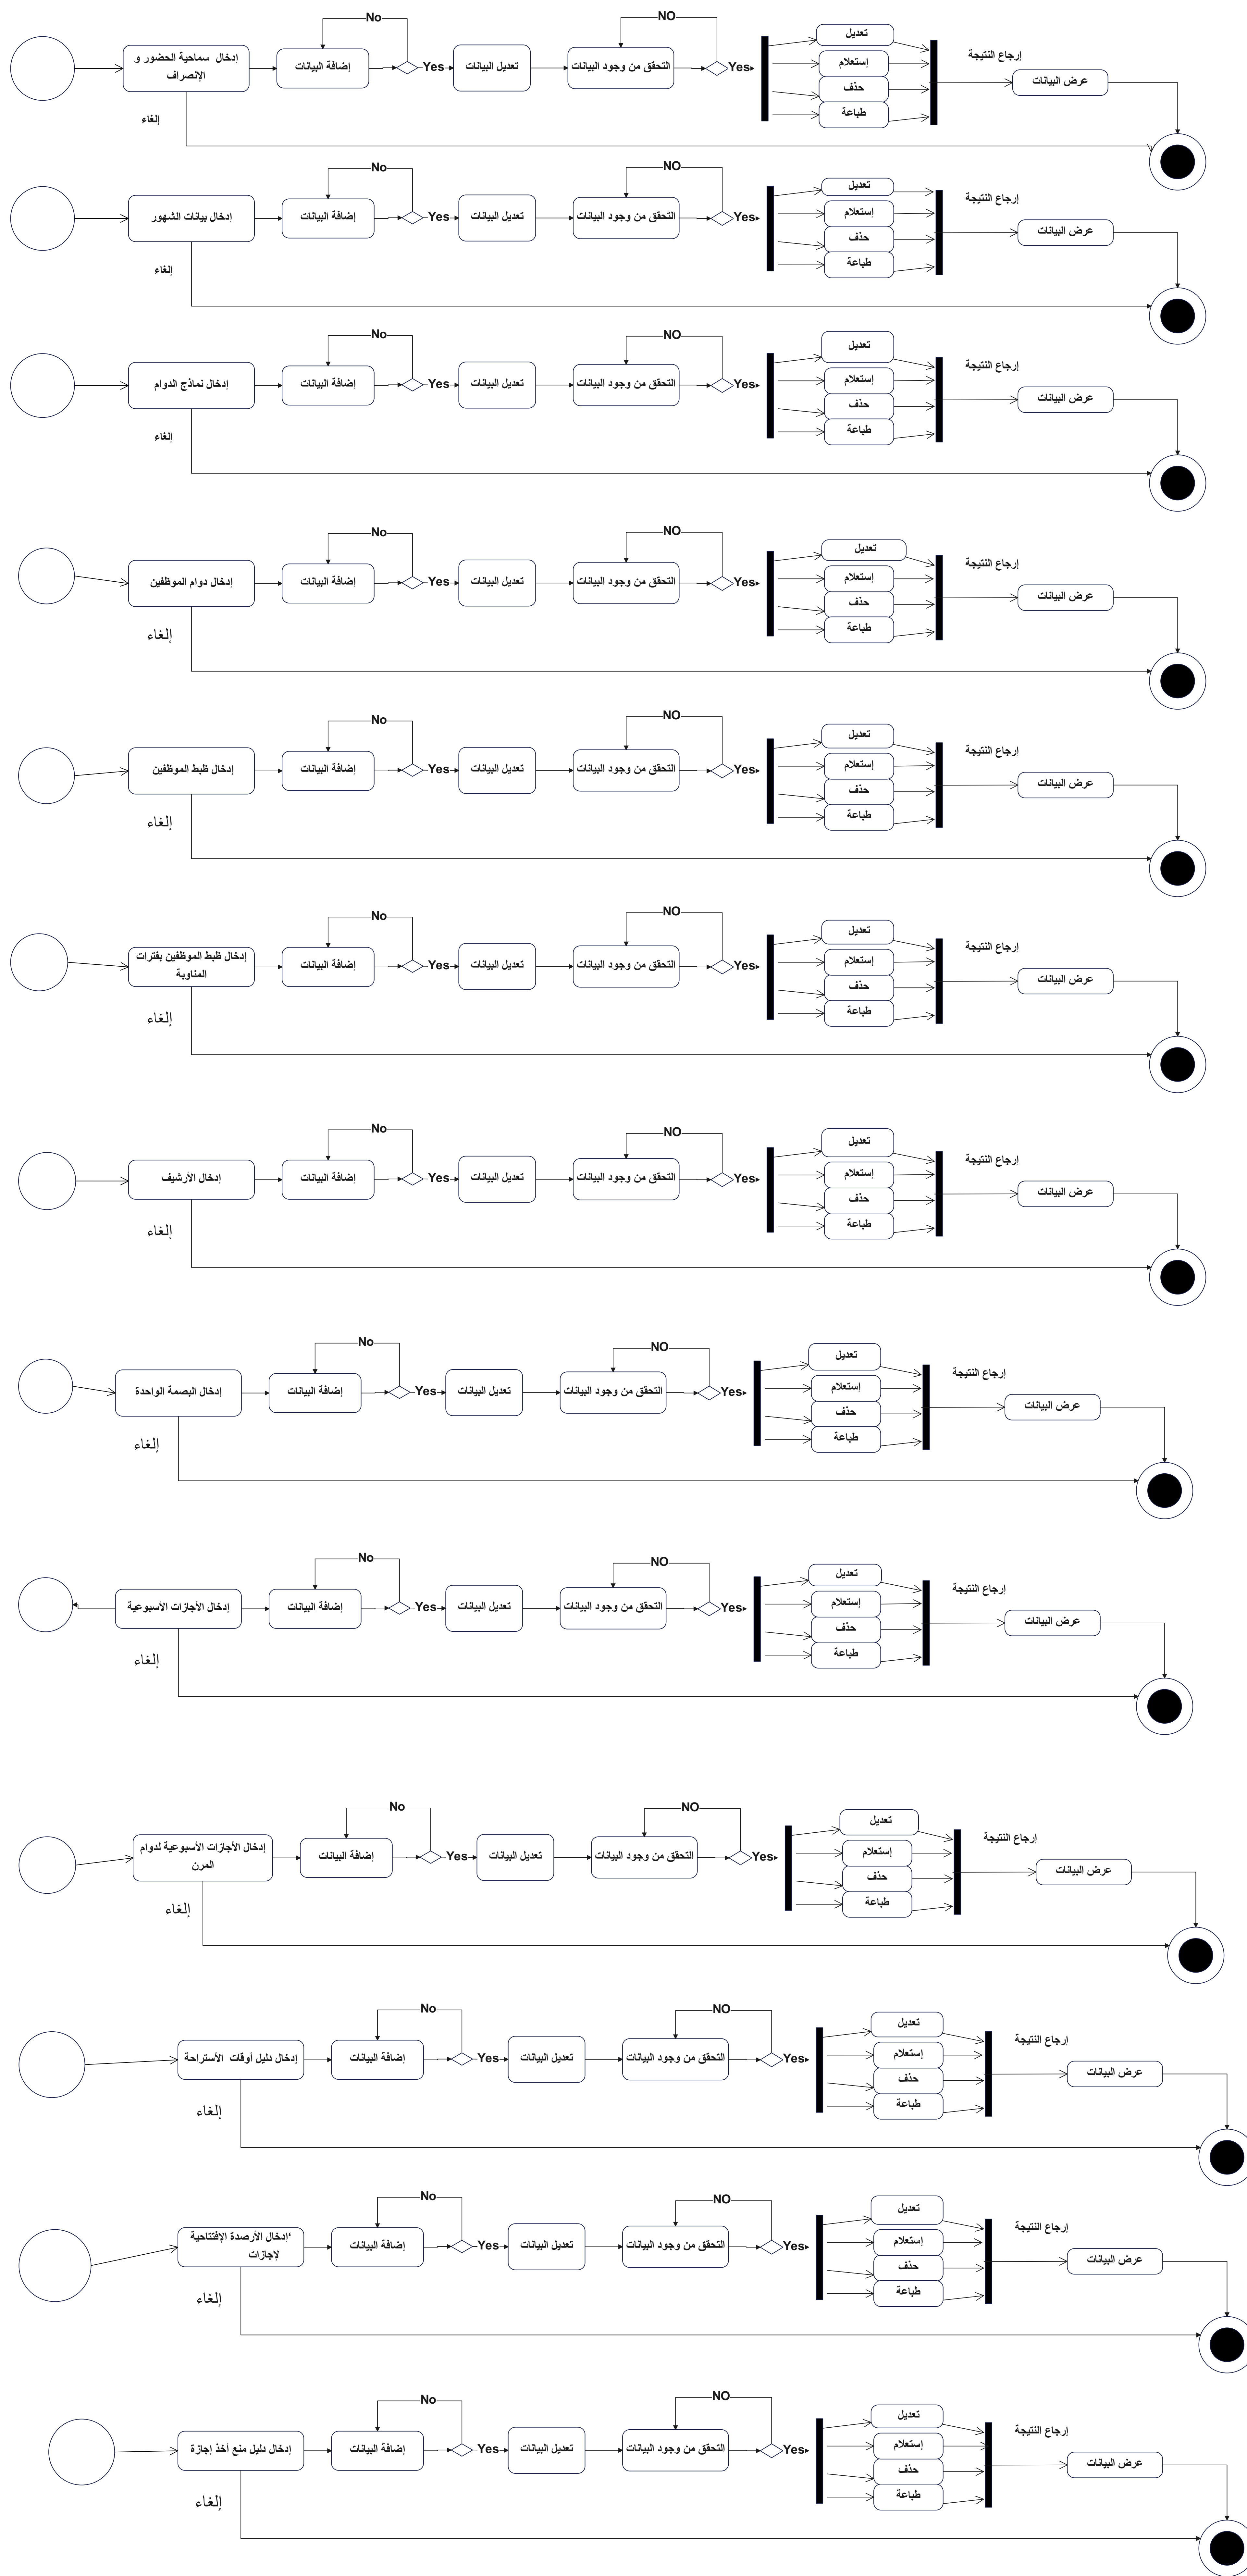 No
NO
إدخال سماحية الحضور و
الإنصراف
إضافة البيانات
Yes
تعديل البيانات
التحقق من وجود البيانات
Yes
تعديل
إستعلام
حذف
طباعة
إرجاع النتيجة
عرض البيانات
إلغاء
No
NO
إدخال بيانات الشهور
إضافة البيانات
Yes
تعديل البيانات
التحقق من وجود البيانات
Yes
تعديل
إستعلام
حذف
طباعة
إرجاع النتيجة
عرض البيانات
إلغاء
No
NO
إدخال نماذج الدوام
إضافة البيانات
Yes
تعديل البيانات
التحقق من وجود البيانات
Yes
تعديل
إستعلام
حذف
طباعة
إرجاع النتيجة
عرض البيانات
إلغاء
No
NO
إدخال دوام الموظفين
إضافة البيانات
Yes
تعديل البيانات
التحقق من وجود البيانات
Yes
تعديل
إستعلام
حذف
طباعة
إرجاع النتيجة
عرض البيانات
إلغاء
No
NO
إدخال ظبط الموظفين
إضافة البيانات
Yes
تعديل البيانات
التحقق من وجود البيانات
Yes
تعديل
إستعلام
حذف
طباعة
إرجاع النتيجة
عرض البيانات
إلغاء
No
NO
إدخال ظبط الموظفين بفترات
المناوبة
إضافة البيانات
Yes
تعديل البيانات
التحقق من وجود البيانات
Yes
تعديل
إستعلام
حذف
طباعة
إرجاع النتيجة
عرض البيانات
إلغاء
No
NO
إدخال الأرشيف
إضافة البيانات
Yes
تعديل البيانات
التحقق من وجود البيانات
Yes
تعديل
إستعلام
حذف
طباعة
إرجاع النتيجة
عرض البيانات
إلغاء
No
NO
إدخال البصمة الواحدة
إضافة البيانات
Yes
تعديل البيانات
التحقق من وجود البيانات
Yes
تعديل
إستعلام
حذف
طباعة
إرجاع النتيجة
عرض البيانات
إلغاء
No
NO
إدخال الأجازات الأسبوعية
إضافة البيانات
Yes
تعديل البيانات
التحقق من وجود البيانات
Yes
تعديل
إستعلام
حذف
طباعة
إرجاع النتيجة
عرض البيانات
إلغاء
No
NO
إدخال الأجازات الأسبوعية لدوام
المرن
إضافة البيانات
Yes
تعديل البيانات
التحقق من وجود البيانات
Yes
تعديل
إستعلام
حذف
طباعة
إرجاع النتيجة
عرض البيانات
إلغاء
No
NO
إدخال دليل أوقات الأستراحة
إضافة البيانات
Yes
تعديل البيانات
التحقق من وجود البيانات
Yes
تعديل
إستعلام
حذف
طباعة
إرجاع النتيجة
عرض البيانات
إلغاء
No
NO
‘إدخال الأرصدة الإفتتاحية
لإجازات
إضافة البيانات
Yes
تعديل البيانات
التحقق من وجود البيانات
Yes
تعديل
إستعلام
حذف
طباعة
إرجاع النتيجة
عرض البيانات
إلغاء
No
NO
إدخال دليل منع أخذ إجازة
إضافة البيانات
Yes
تعديل البيانات
التحقق من وجود البيانات
Yes
تعديل
إستعلام
حذف
طباعة
إرجاع النتيجة
عرض البيانات
إلغاء